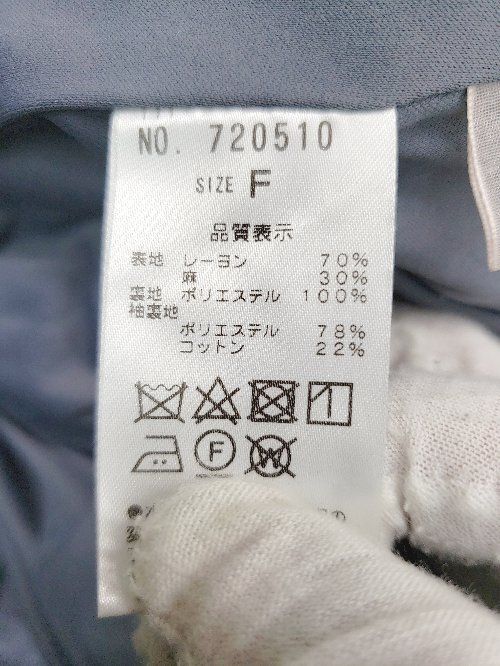 NO. 720510
SIZE F
品質表示
表地 レーヨン 70%
麻 30%
裏地 ポリエステル 100%
袖裏地
ポリエステル 78%
コットン 22%
F
W